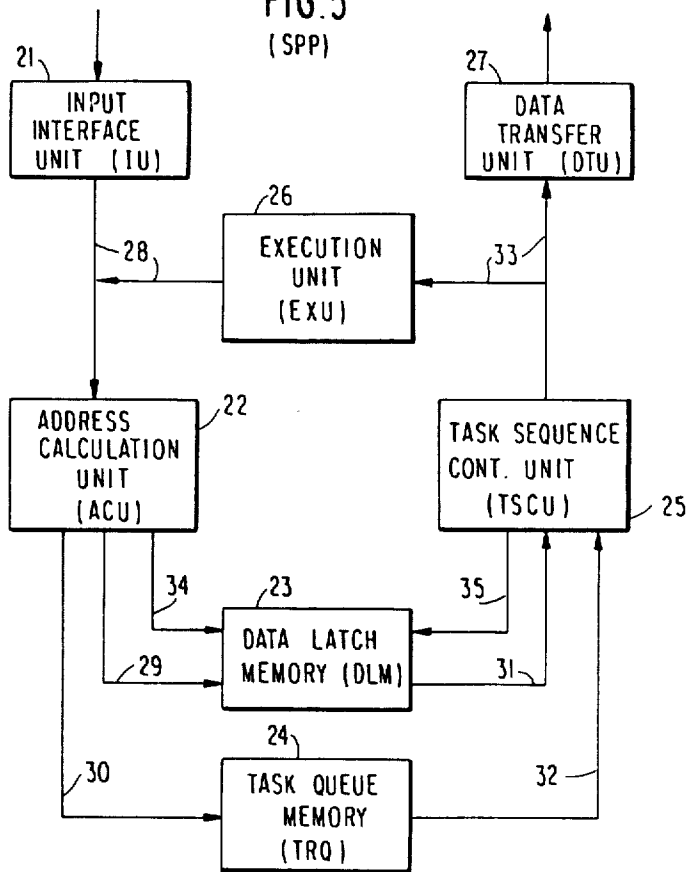 FIG.5
(SPP)
21
INPUT
INTERFACE
UNIT (IU)
27
DATA
TRANSFER
UNIT (DTU)
26
EXECUTION
UNIT
(EXU)
28
33
22
ADDRESS
CALCULATION
UNIT
(ACU)
TASK SEQUENCE
CONT. UNIT
(TSCU)
25
34
23
35
DATA LATCH
MEMORY (DLM)
29
31
24
30
TASK QUEUE
MEMORY
(TRQ)
32